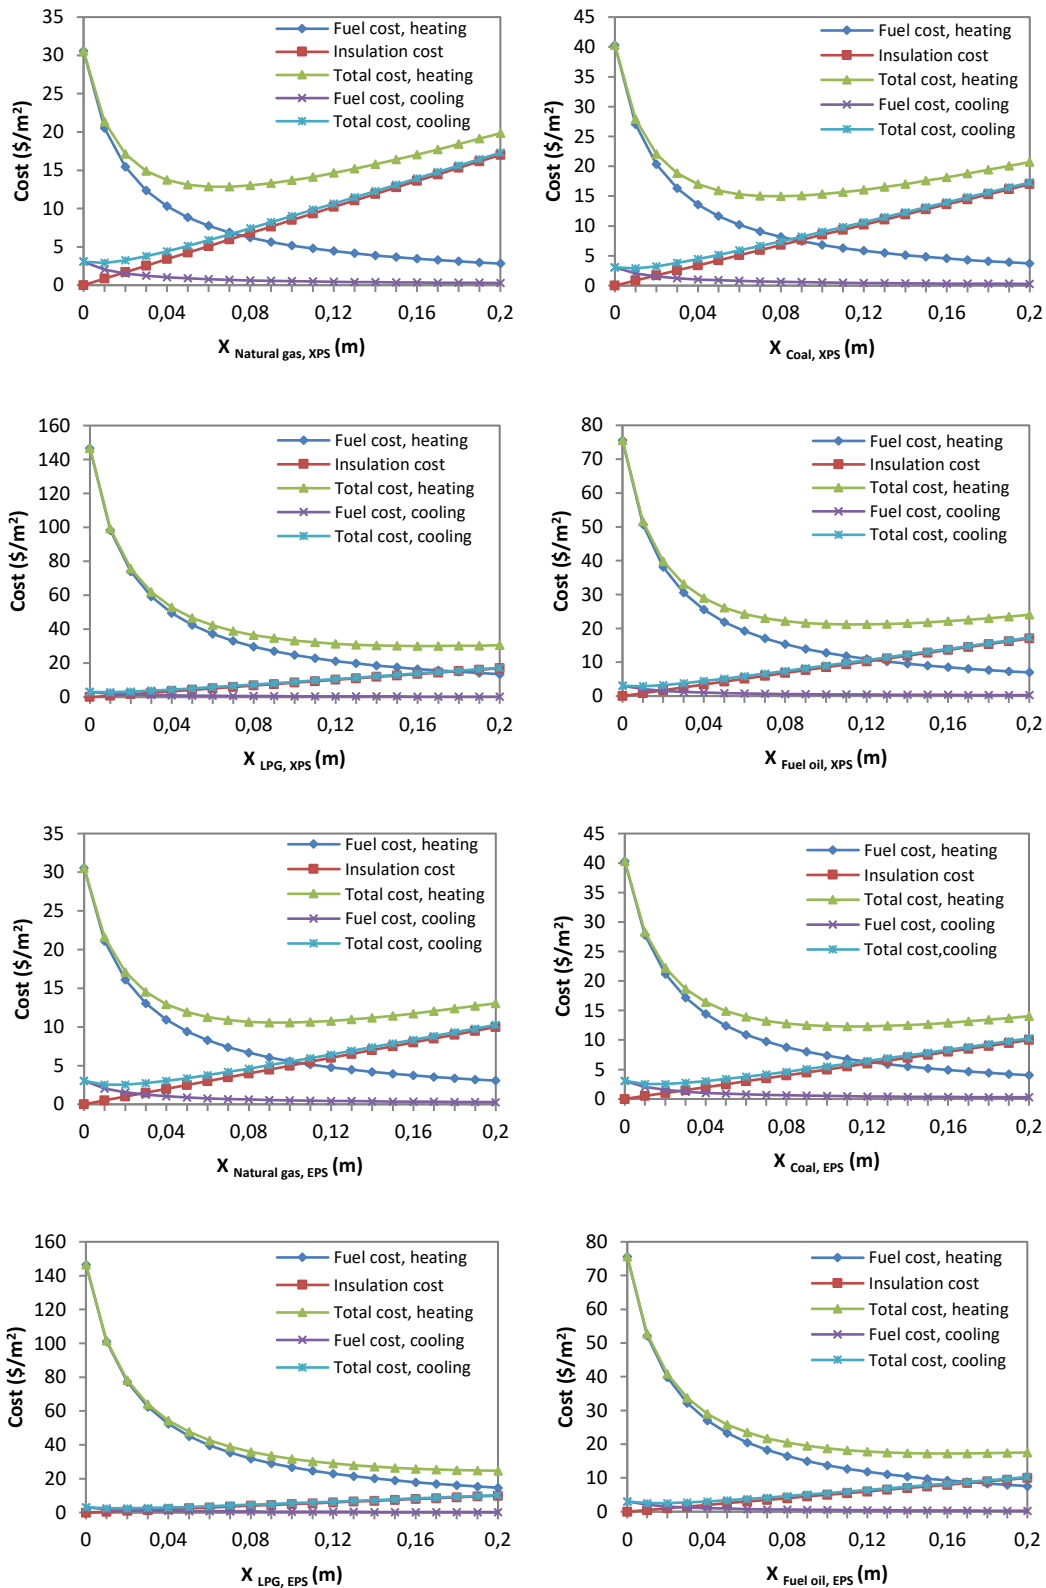 Cost ($/m²)
35
30
25
20
15
10
5
0
Fuel cost, heating
Insulation cost
Total cost, heating
Fuel cost, cooling
Total cost, cooling
0 0,04 0,08 0,12 0,16 0,2
X Natural gas, XPS (m)
Cost ($/m²)
45
40
35
30
25
20
15
10
5
0
Fuel cost, heating
Insulation cost
Total cost, heating
Fuel cost, cooling
Total cost, cooling
0 0,04 0,08 0,12 0,16 0,2
X Coal, XPS (m)
Cost ($/m²)
160
140
120
100
80
60
40
20
0
Fuel cost, heating
Insulation cost
Total cost, heating
Fuel cost, cooling
Total cost, cooling
0 0,04 0,08 0,12 0,16 0,2
X LPG, XPS (m)
Cost ($/m²)
80
70
60
50
40
30
20
10
0
Fuel cost, heating
Insulation cost
Total cost, heating
Fuel cost, cooling
Total cost, cooling
0 0,04 0,08 0,12 0,16 0,2
X Fuel oil, XPS (m)
Cost ($/m²)
35
30
25
20
15
10
5
0
Fuel cost, heating
Insulation cost
Total cost, heating
Fuel cost, cooling
Total cost, cooling
0 0,04 0,08 0,12 0,16 0,2
X Natural gas, EPS (m)
Cost ($/m²)
45
40
35
30
25
20
15
10
5
0
Fuel cost, heating
Insulation cost
Total cost, heating
Fuel cost, cooling
Total cost,cooling
0 0,04 0,08 0,12 0,16 0,2
X Coal, EPS (m)
Cost ($/m²)
160
140
120
100
80
60
40
20
0
Fuel cost, heating
Insulation cost
Total cost, heating
Fuel cost, cooling
Total cost, cooling
0 0,04 0,08 0,12 0,16 0,2
X LPG, EPS (m)
Cost ($/m²)
80
70
60
50
40
30
20
10
0
Fuel cost, heating
Insulation cost
Total cost, heating
Fuel cost, cooling
Total cost, cooling
0 0,04 0,08 0,12 0,16 0,2
X Fuel oil, EPS (m)